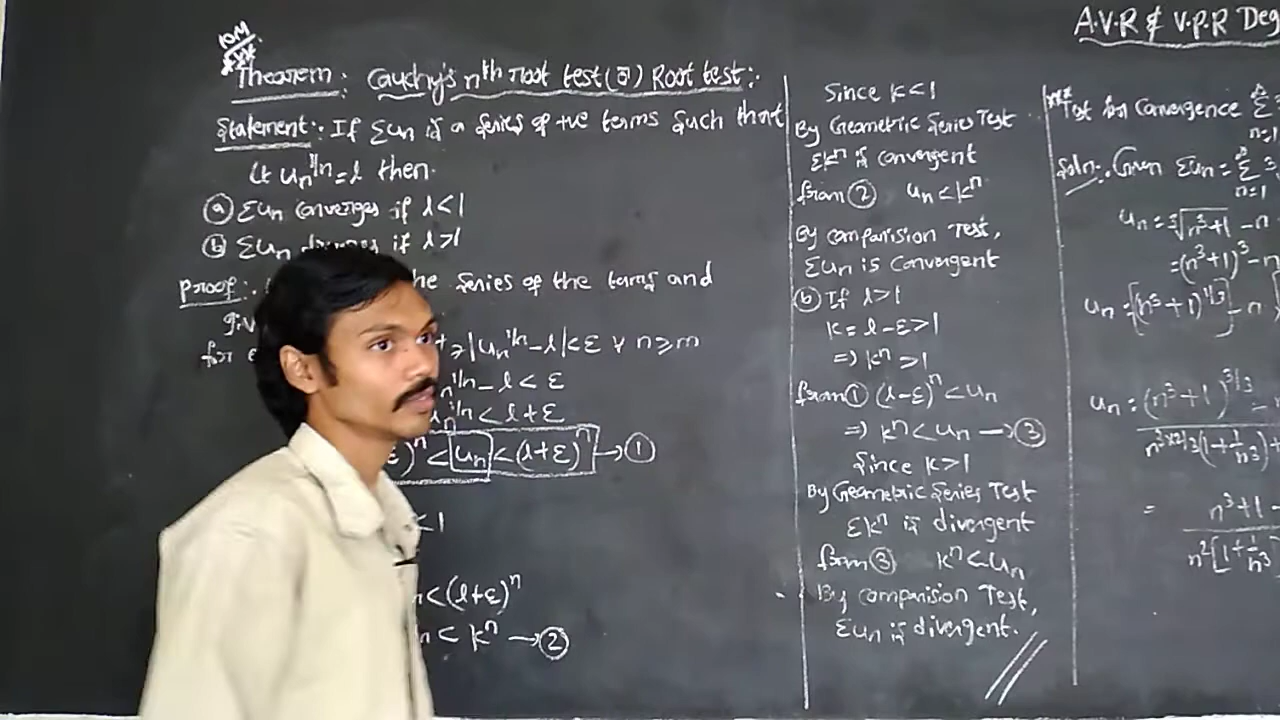 10M
***
Theorem: Cauchy's nth root test (లేదా) Root test:
Statement: If Σun is a series of +ve terms such that
Lt un^1/n = l then.
ⓐ Σun converges if l<1
ⓑ Σun if l>1
Proof: he series of the terms and
giv
for e + ∋ |un^1/n - l|<ε ∀ n≥m
n^1/n - l < ε
un^1/n < l+ε
ε)^n < un < (l+ε)^n → ①
<1
n < (l+ε)^n
n < k^n → ②
Since k<1
By Geometric Series Test
Σk^n is convergent
from ② un<k^n
By comparision Test,
Σun is convergent
ⓑ If l>1
k = l-ε>1
⇒ k^n >1
from ① (l-ε)^n < un
⇒ k^n < un → ③
Since k>1
By Geometric Series Test
Σk^n is divergent
from ③ k^n < un
By comparision Test,
Σun is divergent.
A.V.R & V.P.R Deg
*** Test for Convergence Σ n=1
Soln:. Given Σun = Σ n=1 3
un = ∛n³+1 - n
= (n³+1)^3 - n
un = [n³+1)^1/3] - n
un = (n³+1)^3/3 -
n^3×2/3(1+1/n³)+
= n³+1 -
n²[1+1/n³